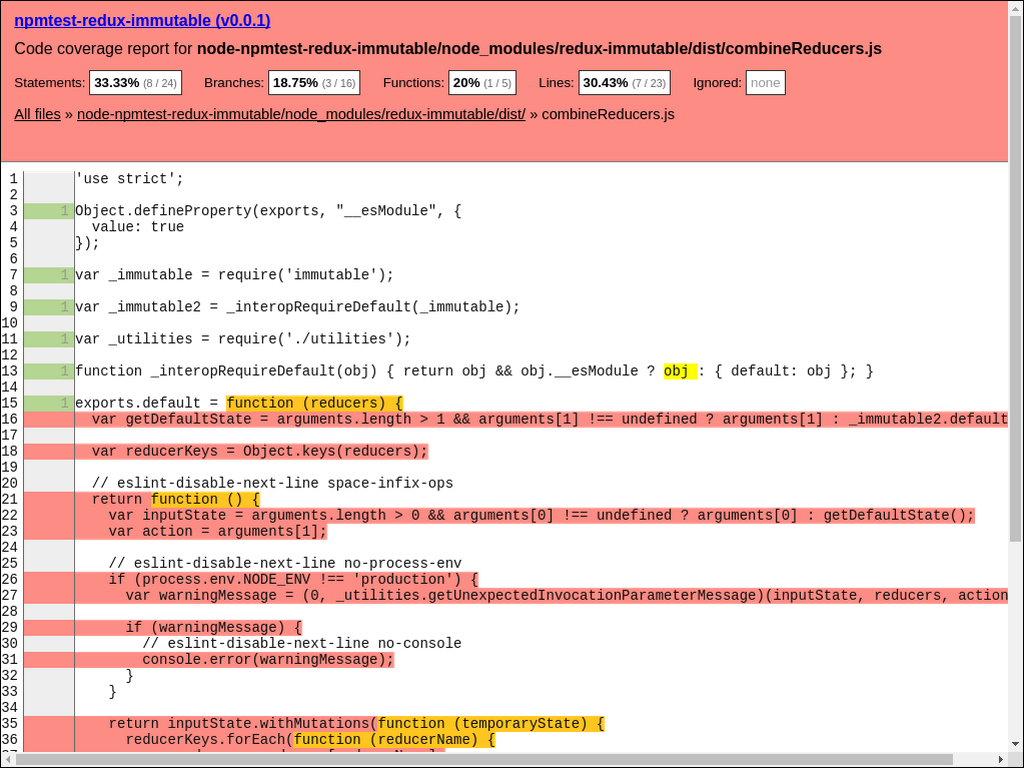 npmtest-redux-immutable (v0.0.1)
Code coverage report for node-npmtest-redux-immutable/node_modules/redux-immutable/dist/combineReducers.js
Statements: 33.33% (8 / 24) Branches: 18.75% (3 / 16) Functions: 20% (1 / 5) Lines: 30.43% (7 / 23) Ignored: none
All files » node-npmtest-redux-immutable/node_modules/redux-immutable/dist/ » combineReducers.js
1 'use strict';
2
3 1 Object.defineProperty(exports, "__esModule", {
4 value: true
5 });
6
7 1 var _immutable = require('immutable');
8
9 1 var _immutable2 = _interopRequireDefault(_immutable);
10
11 1 var _utilities = require('./utilities');
12
13 1 function _interopRequireDefault(obj) { return obj && obj.__esModule ? obj : { default: obj }; }
14
15 1 exports.default = function (reducers) {
16 var getDefaultState = arguments.length > 1 && arguments[1] !== undefined ? arguments[1] : _immutable2.default
17
18 var reducerKeys = Object.keys(reducers);
19
20 // eslint-disable-next-line space-infix-ops
21 return function () {
22 var inputState = arguments.length > 0 && arguments[0] !== undefined ? arguments[0] : getDefaultState();
23 var action = arguments[1];
24
25 // eslint-disable-next-line no-process-env
26 if (process.env.NODE_ENV !== 'production') {
27 var warningMessage = (0, _utilities.getUnexpectedInvocationParameterMessage)(inputState, reducers, action
28
29 if (warningMessage) {
30 // eslint-disable-next-line no-console
31 console.error(warningMessage);
32 }
33 }
34
35 return inputState.withMutations(function (temporaryState) {
36 reducerKeys.forEach(function (reducerName) {